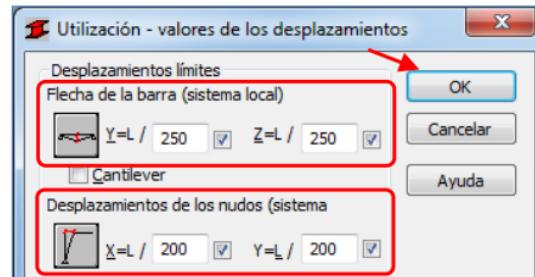 Utilización - valores de los desplazamientos
Desplazamientos límites
Flecha de la barra (sistema local)
Y=L / 250 Z=L / 250
Cantilever
Desplazamientos de los nudos (sistema
X=L / 200 Y=L / 200
OK
Cancelar
Ayuda